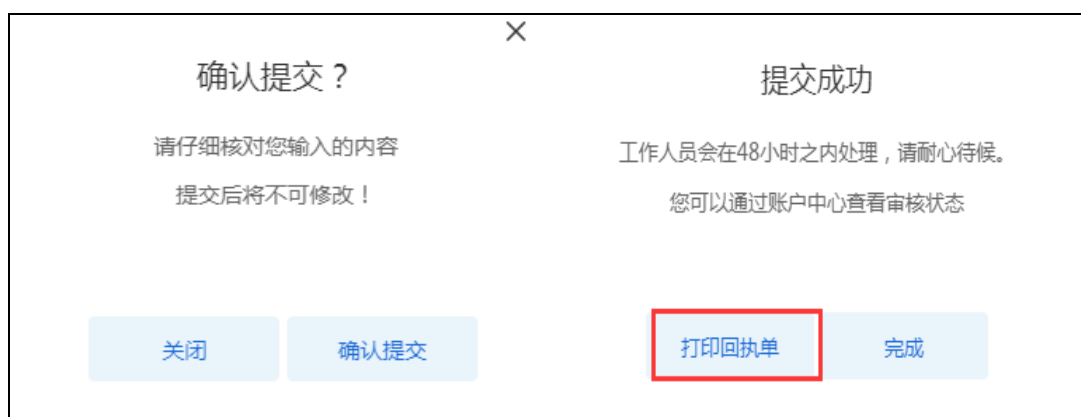 确认提交？
请仔细核对您输入的内容
提交后将不可修改！
关闭
确认提交
提交成功
工作人员会在48小时之内处理，请耐心待候。
您可以通过账户中心查看审核状态
打印回执单
完成